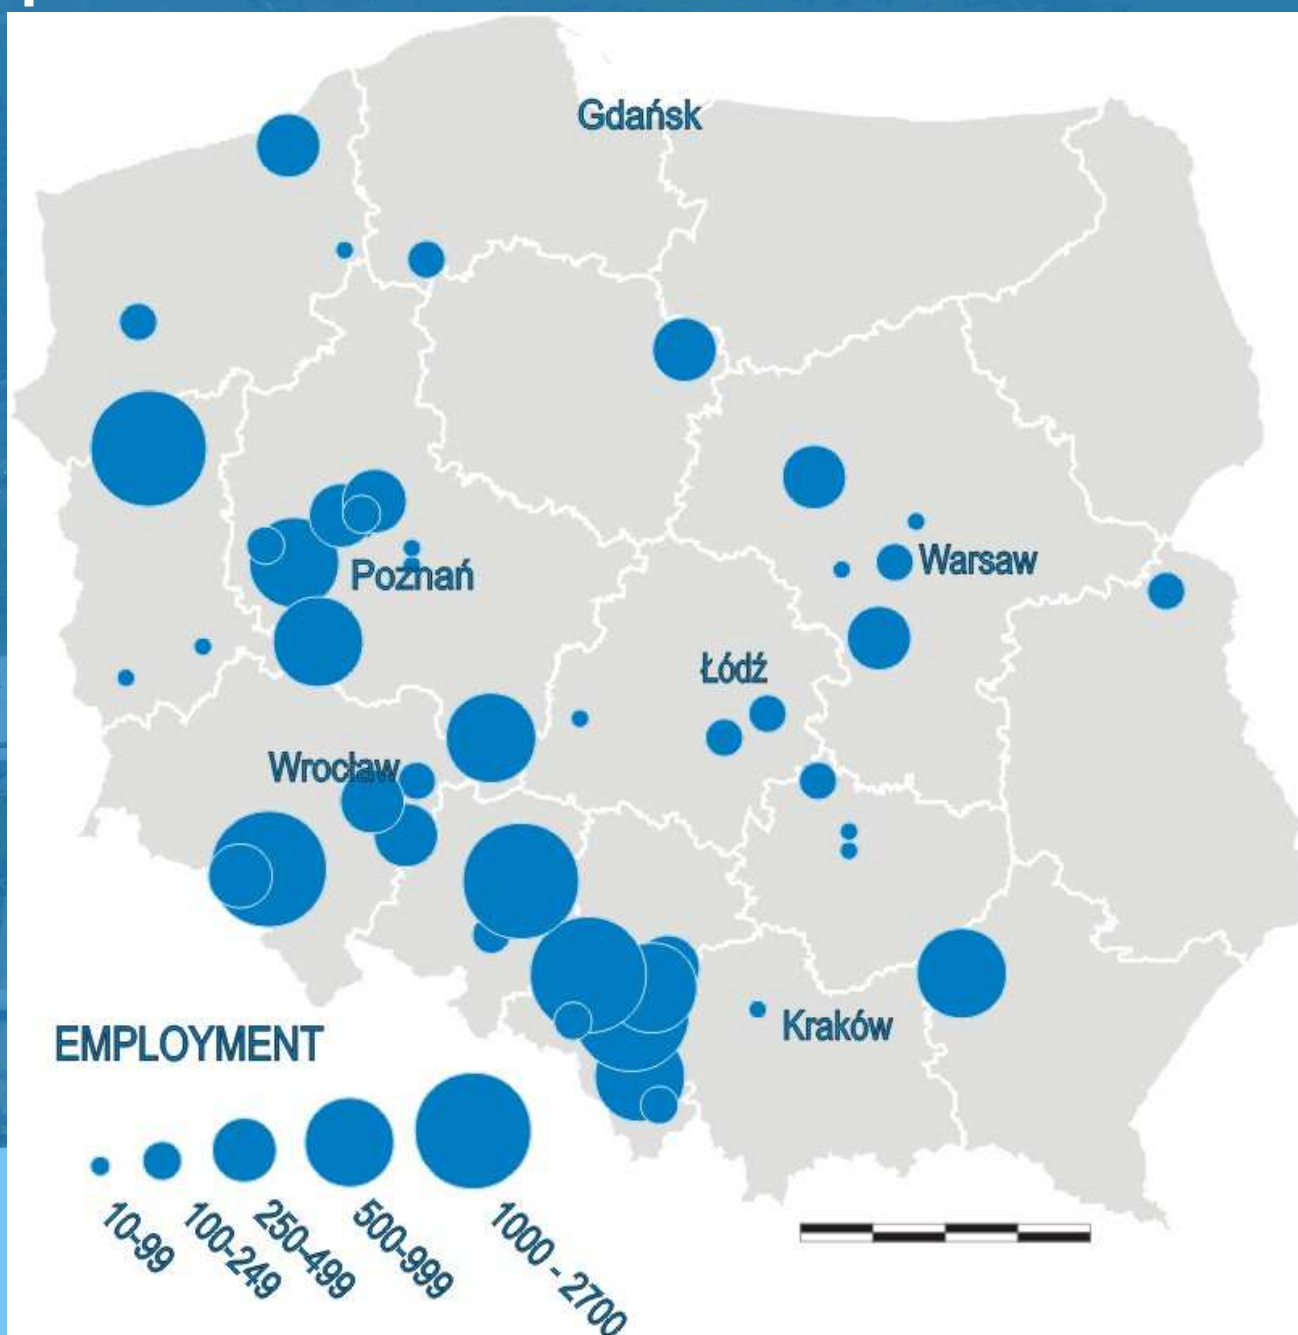 Gdańsk
Warsaw
Poznań
Łódź
Wrocław
Kraków
EMPLOYMENT
10-99
100-249
250-499
500-999
1000 - 2700